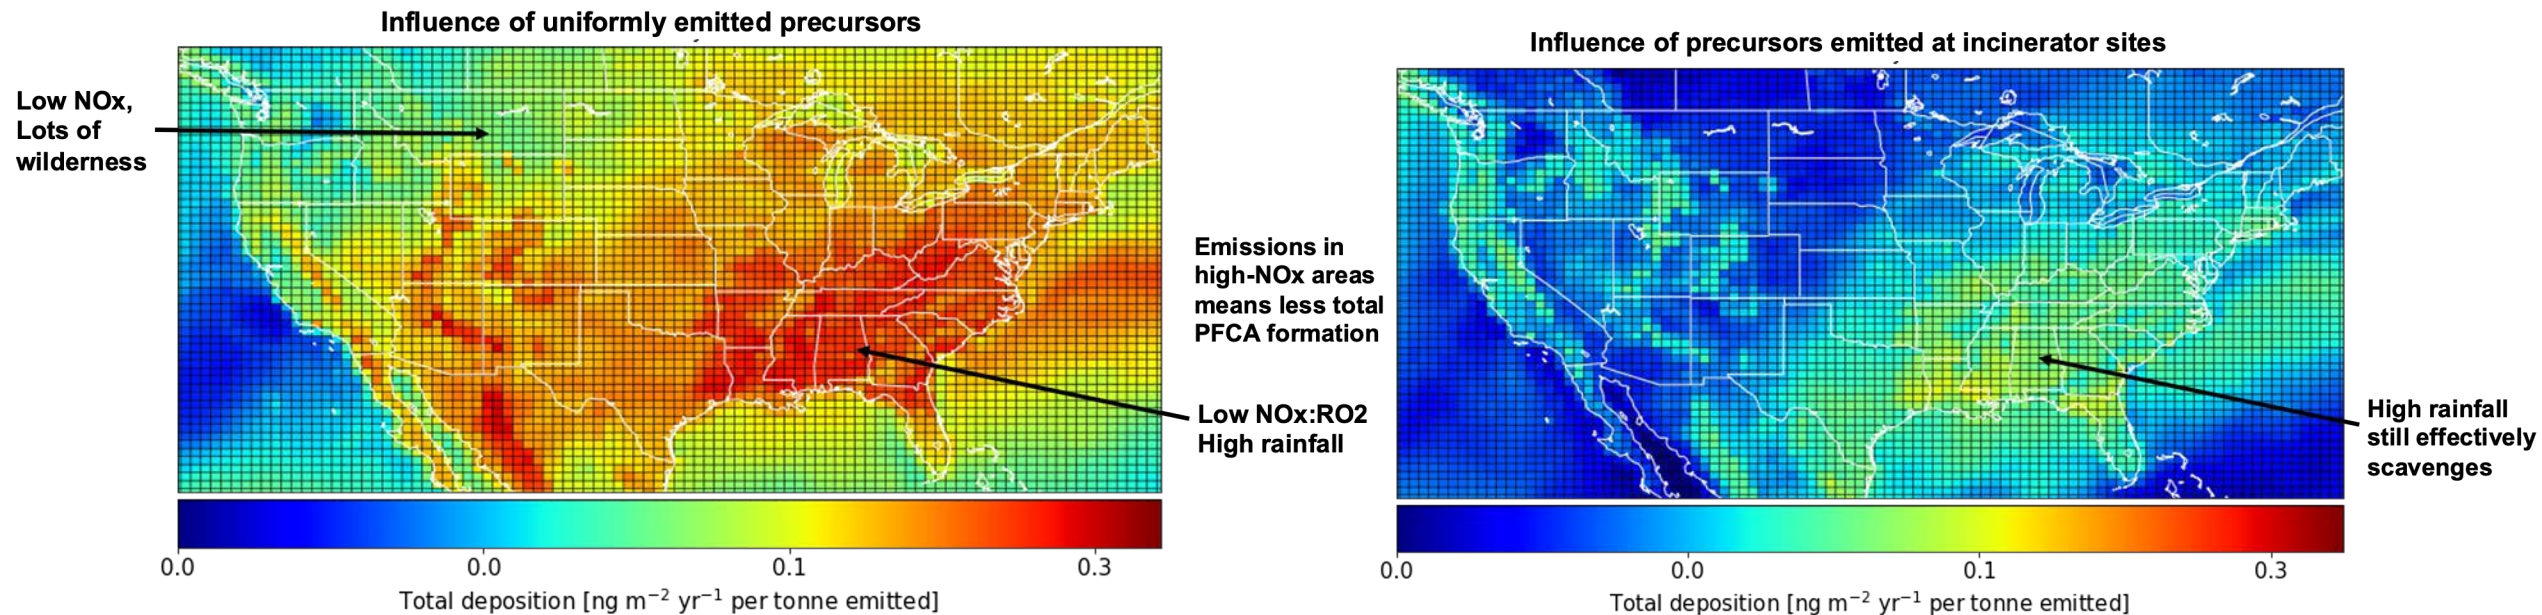 Influence of uniformly emitted precursors
Low NOx,
Lots of
wilderness
Low NOx:RO2
High rainfall
0.0 0.0 0.1 0.3
Total deposition [ng m⁻² yr⁻¹ per tonne emitted]
Influence of precursors emitted at incinerator sites
Emissions in
high-NOx areas
means less total
PFCA formation
High rainfall
still effectively
scavenges
0.0 0.0 0.1 0.3
Total deposition [ng m⁻² yr⁻¹ per tonne emitted]